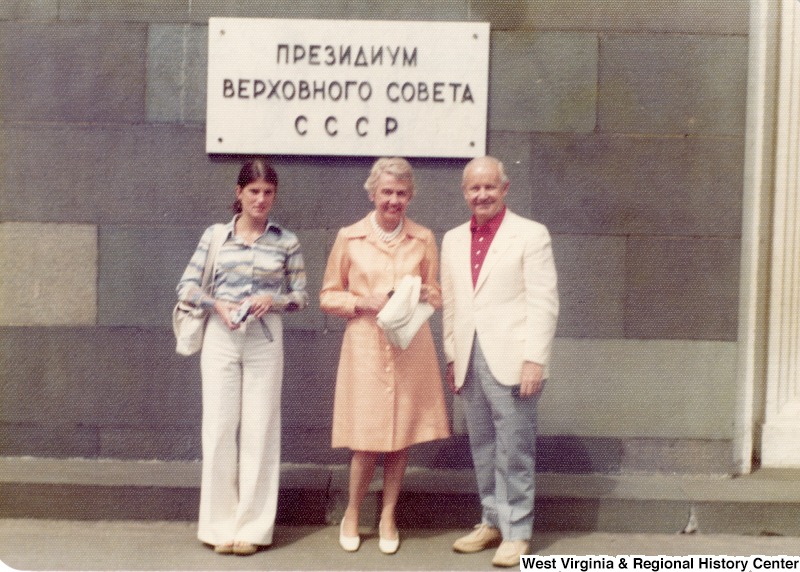 ПРЕЗИДИУМ
ВЕРХОВНОГО СОВЕТА
СССР
West Virginia & Regional History Center